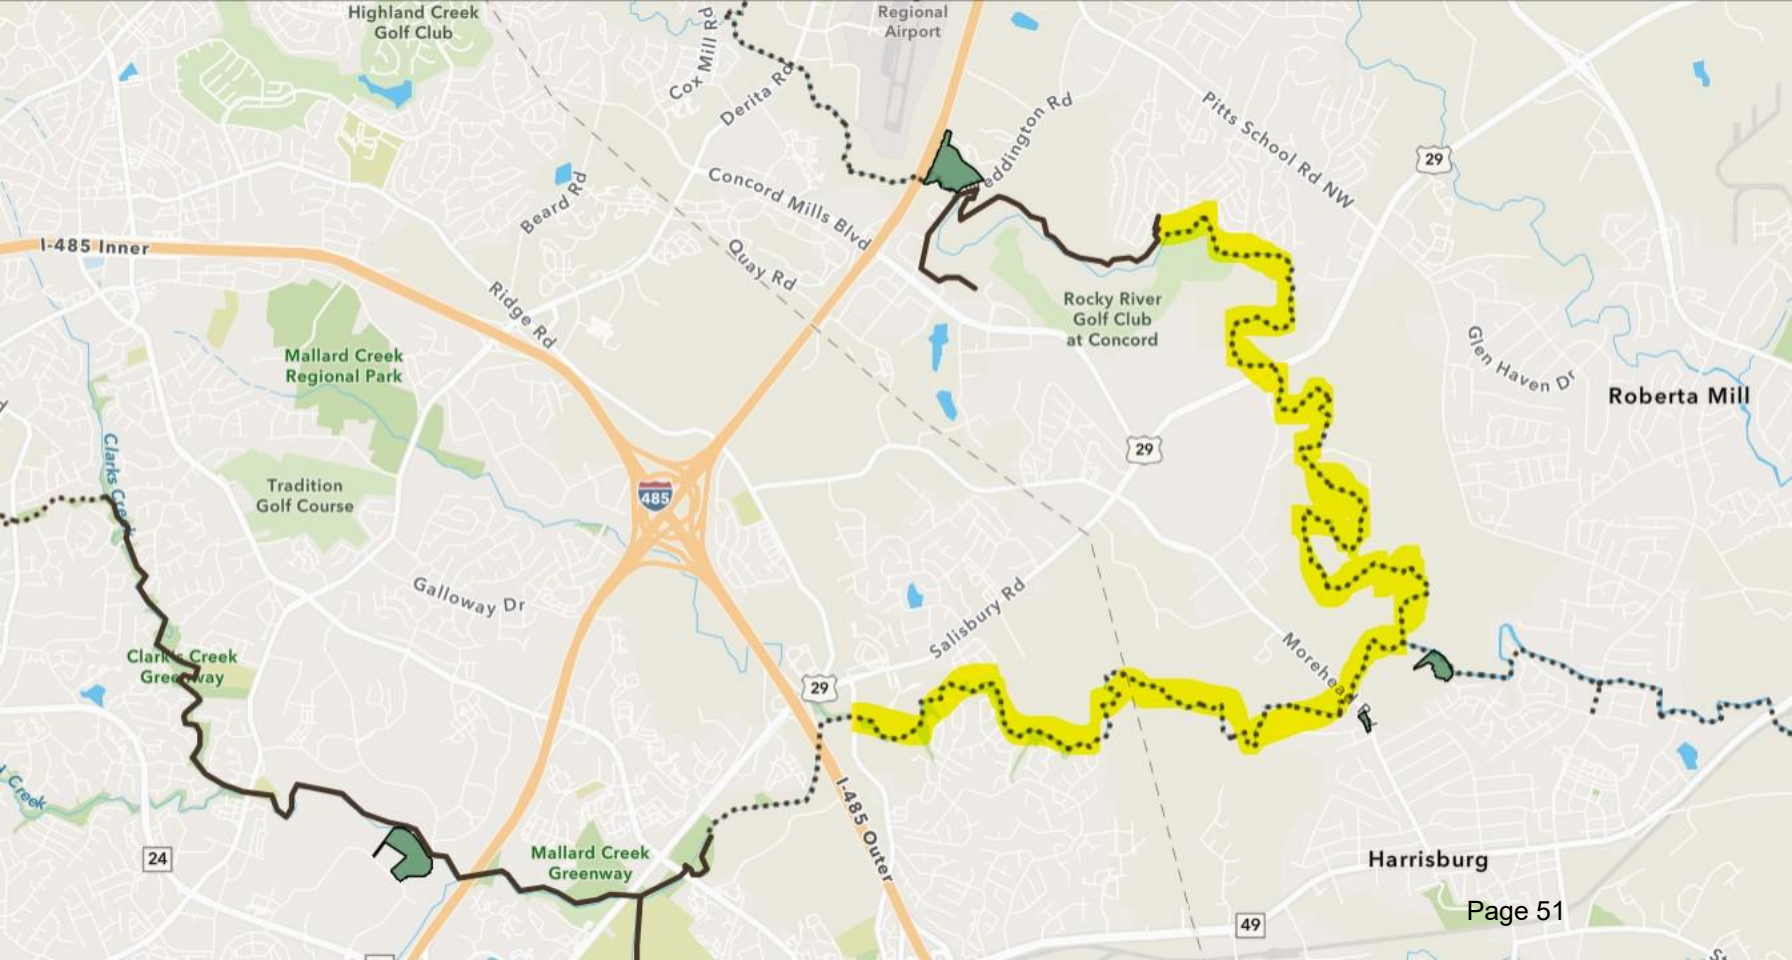 Highland Creek
Golf Club
Regional
Airport
Cox Mill Rd
Derita Rd
eddington Rd
Pitts School Rd NW
29
Concord Mills Blvd
Beard Rd
I-485 Inner
Quay Rd
Ridge Rd
Rocky River
Golf Club
at Concord
Mallard Creek
Regional Park
Glen Haven Dr
Roberta Mill
29
Clarks Creek
Tradition
Golf Course
485
Galloway Dr
Salisbury Rd
Morehead Rd
Clark's Creek
Greenway
29
Creek
I-485 Outer
24
Mallard Creek
Greenway
Harrisburg
Page 51
49